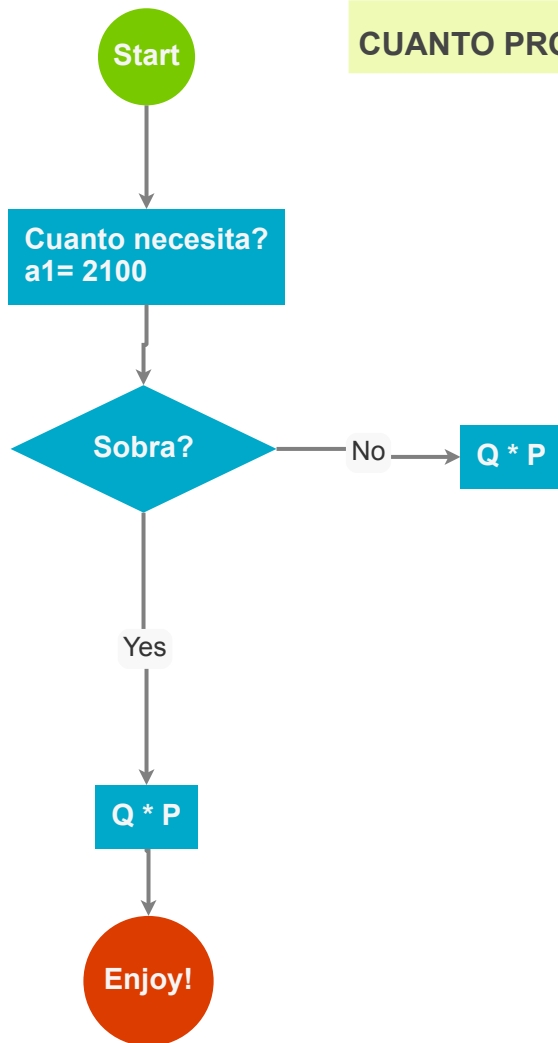 Start
CUANTO PRO
Cuanto necesita?
a1= 2100
Sobra?
No
Q * P
Yes
Q * P
Enjoy!